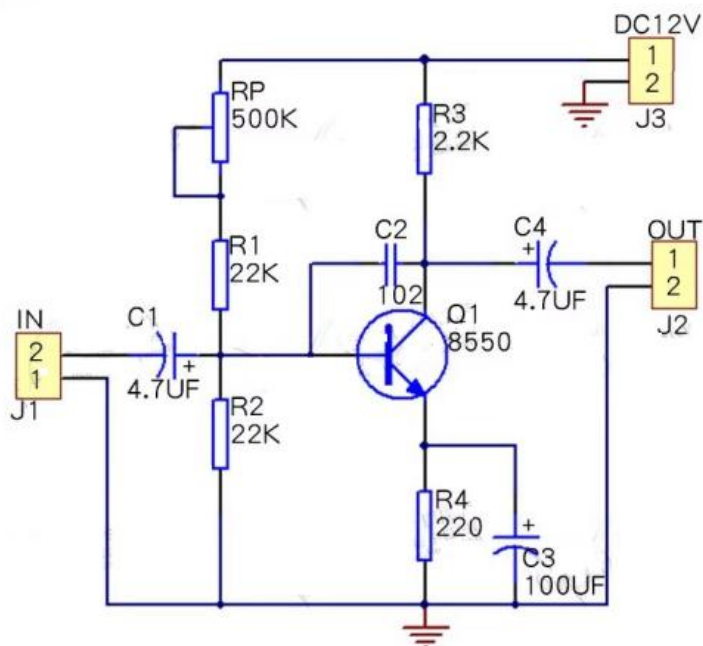 DC12V
1
2
J3
RP
500K
R3
2.2K
R1
22K
C2
102
C4
+
4.7UF
OUT
1
2
J2
Q1
8550
IN
2
1
J1
C1
+
4.7UF
R2
22K
R4
220
+
C3
100UF